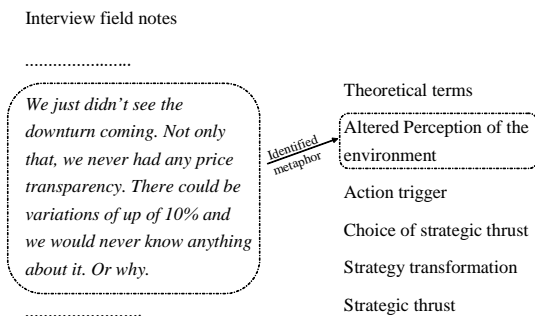 Interview field notes
........................
We just didn't see the
downturn coming. Not only
that, we never had any price
transparency. There could be
variations of up of 10% and
we would never know anything
about it. Or why.
..........................
Identified
metaphor
Theoretical terms
Altered Perception of the
environment
Action trigger
Choice of strategic thrust
Strategy transformation
Strategic thrust